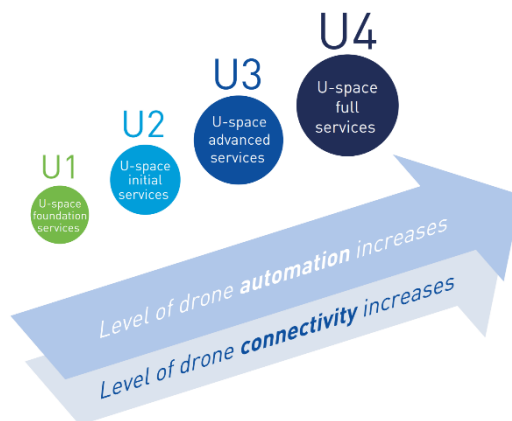 U1
U-space
foundation
services
U2
U-space
initial
services
U3
U-space
advanced
services
U4
U-space
full
services
Level of drone automation increases
Level of drone connectivity increases